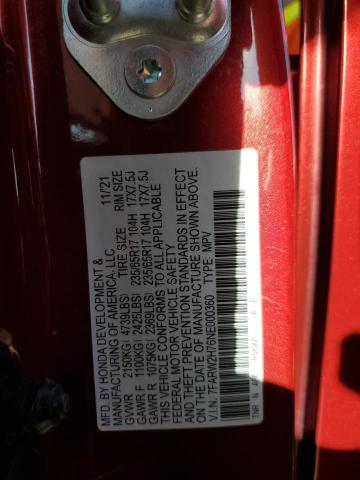 MFD. BY HONDA DEVELOPMENT & 11/21
MANUFACTURING OF AMERICA, LLC
TIRE SIZE RIM SIZE
GVWR 2150KG( 4739LBS)
GAWR F 1100KG( 2425LBS) 235/65R17 104H 17X7.5J
GAWR R 1075KG( 2369LBS) 235/65R17 104H 17X7.5J
THIS VEHICLE CONFORMS TO ALL APPLICABLE
FEDERAL MOTOR VEHICLE SAFETY
AND THEFT PREVENTION STANDARDS IN EFFECT
ON THE DATE OF MANUFACTURE SHOWN ABOVE.
V.I.N. 7FARW2H76NE000360 TYPE : MPV
TNR N